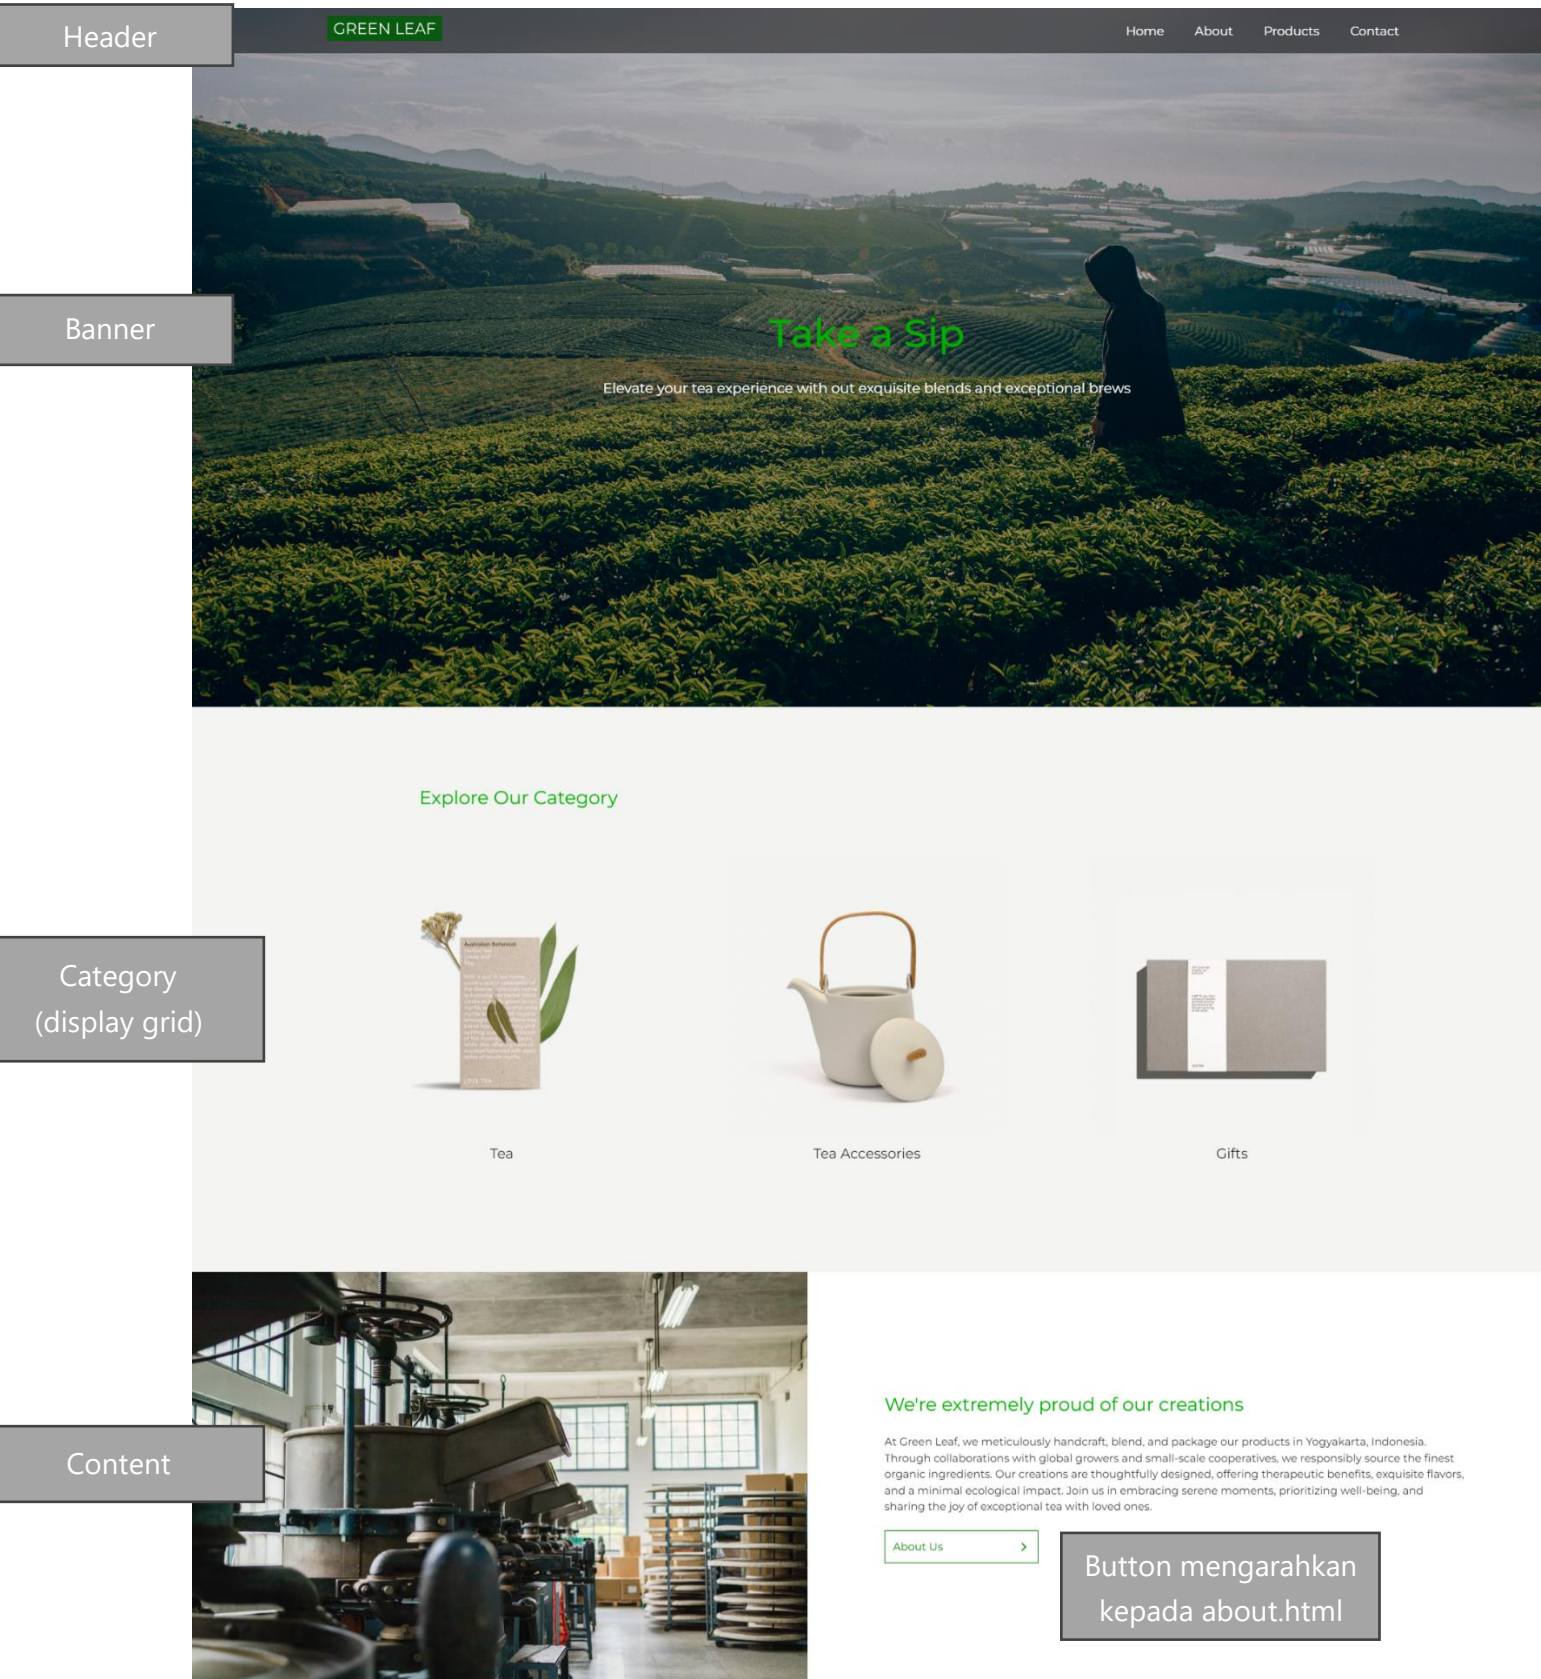 Header
GREEN LEAF
Home About Products Contact
Banner
Take a Sip
Elevate your tea experience with out exquisite blends and exceptional brews
Explore Our Category
Category
(display grid)
Australian Botanical
LOVE TEA
Tea
Tea Accessories
Gifts
Content
We're extremely proud of our creations
At Green Leaf, we meticulously handcraft, blend, and package our products in Yogyakarta, Indonesia.
Through collaborations with global growers and small-scale cooperatives, we responsibly source the finest
organic ingredients. Our creations are thoughtfully designed, offering therapeutic benefits, exquisite flavors,
and a minimal ecological impact. Join us in embracing serene moments, prioritizing well-being, and
sharing the joy of exceptional tea with loved ones.
About Us
Button mengarahkan
kepada about.html